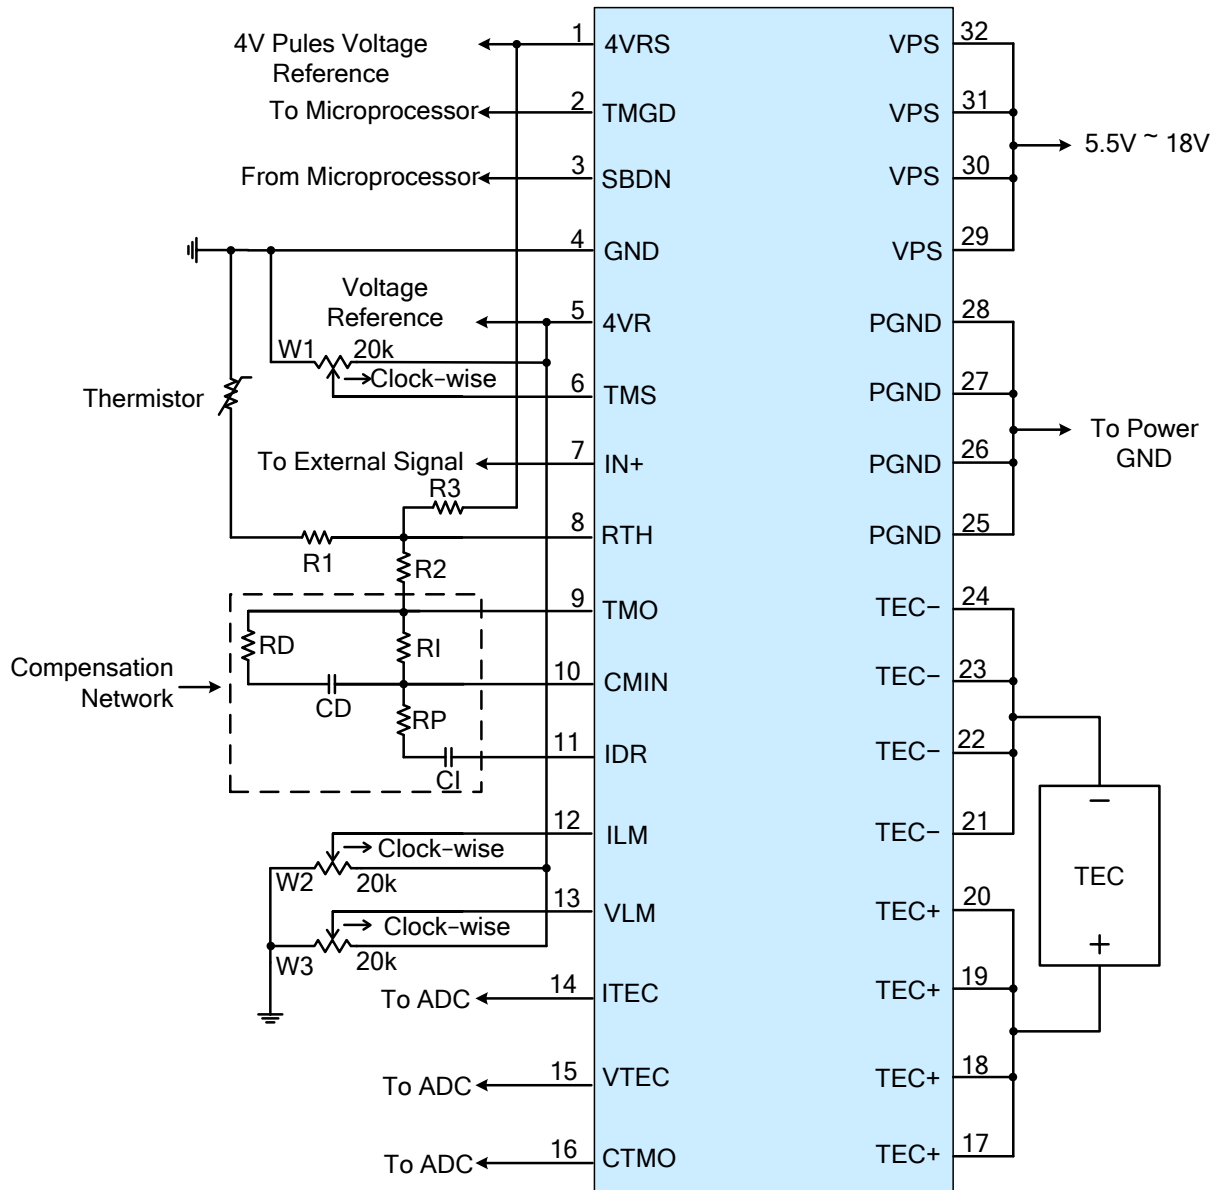 4V Pules Voltage
Reference
1
4VRS
VPS
32
To Microprocessor
2
TMGD
VPS
31
5.5V ~ 18V
From Microprocessor
3
SBDN
VPS
30
4
GND
VPS
29
Voltage
Reference
5
4VR
PGND
28
W1
20k
Clock-wise
6
TMS
PGND
27
Thermistor
To Power
GND
To External Signal
7
IN+
PGND
26
R3
8
RTH
PGND
25
R1
R2
9
TMO
TEC-
24
RD
RI
Compensation
Network
10
CMIN
TEC-
23
CD
RP
11
IDR
TEC-
22
CI
12
ILM
TEC-
21
Clock-wise
W2
20k
-
TEC
+
13
VLM
TEC+
20
Clock-wise
W3
20k
To ADC
14
ITEC
TEC+
19
To ADC
15
VTEC
TEC+
18
To ADC
16
CTMO
TEC+
17